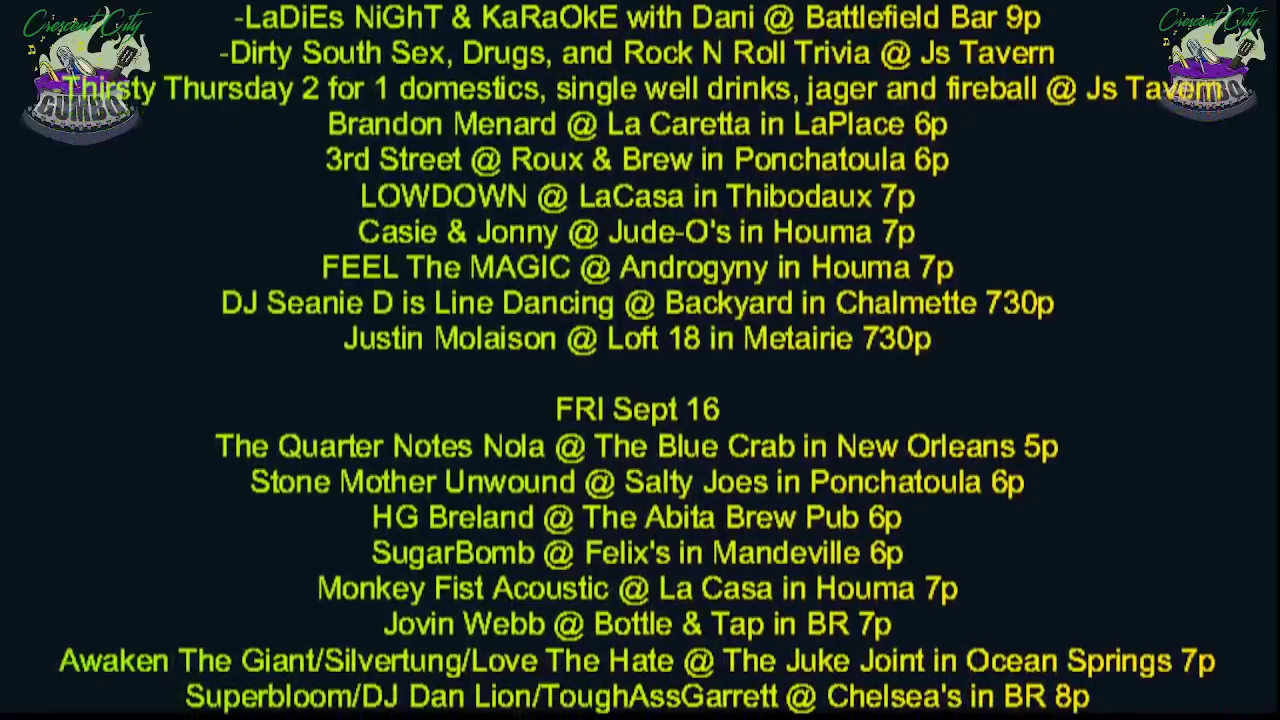 -LaDiEs NiGhT & KaRaOkE with Dani @ Battlefield Bar 9p
-Dirty South Sex, Drugs, and Rock N Roll Trivia @ Js Tavern
-Thirsty Thursday 2 for 1 domestics, single well drinks, jager and fireball @ Js Tavern
Brandon Menard @ La Caretta in LaPlace 6p
3rd Street @ Roux & Brew in Ponchatoula 6p
LOWDOWN @ LaCasa in Thibodaux 7p
Casie & Jonny @ Jude-O's in Houma 7p
FEEL The MAGIC @ Androgyny in Houma 7p
DJ Seanie D is Line Dancing @ Backyard in Chalmette 730p
Justin Molaison @ Loft 18 in Metairie 730p
FRI Sept 16
The Quarter Notes Nola @ The Blue Crab in New Orleans 5p
Stone Mother Unwound @ Salty Joes in Ponchatoula 6p
HG Breland @ The Abita Brew Pub 6p
SugarBomb @ Felix's in Mandeville 6p
Monkey Fist Acoustic @ La Casa in Houma 7p
Jovin Webb @ Bottle & Tap in BR 7p
Awaken The Giant/Silvertung/Love The Hate @ The Juke Joint in Ocean Springs 7p
Superbloom/DJ Dan Lion/ToughAssGarrett @ Chelsea's in BR 8p
Crescent City
GUMBO
Crescent City
GUMBO